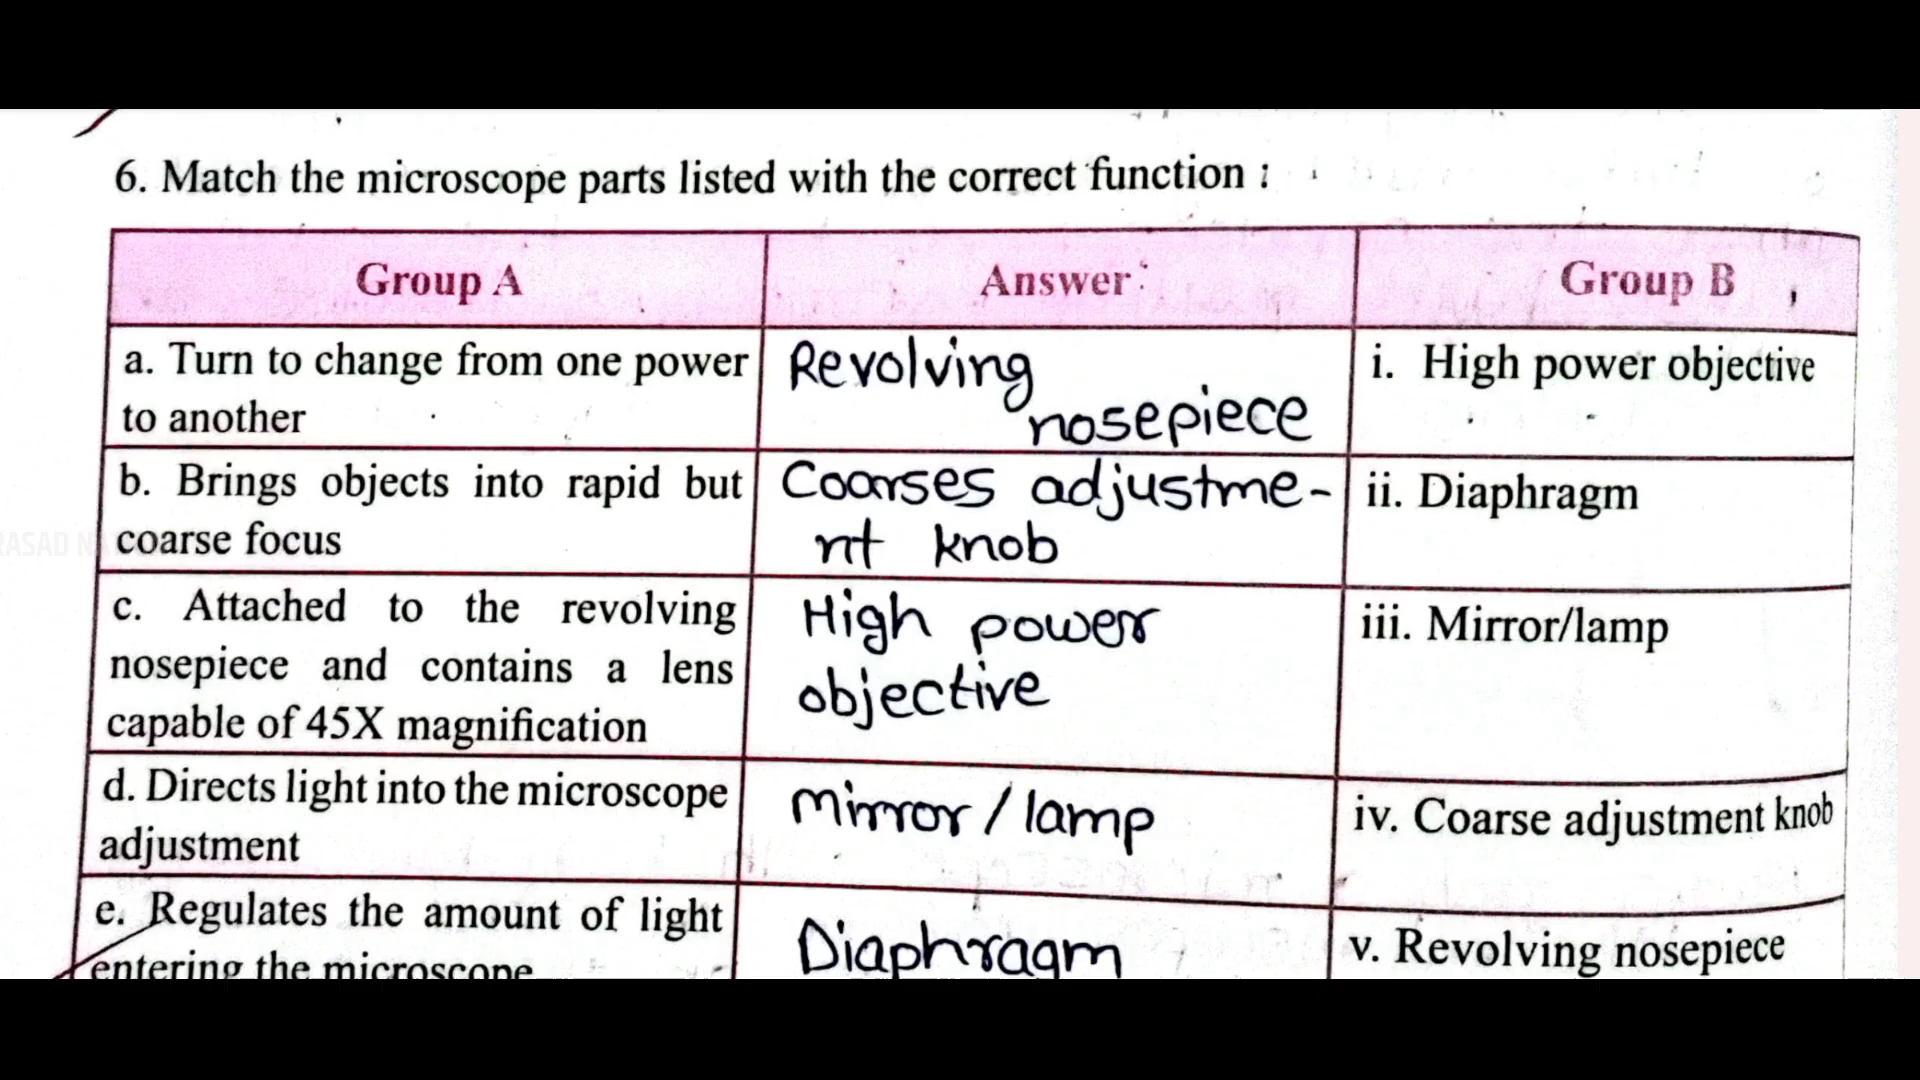 6. Match the microscope parts listed with the correct function :
Group A
Answer
Group B
a. Turn to change from one power
to another
Revolving
nosepiece
i. High power objective
b. Brings objects into rapid but
coarse focus
Coarses adjustme-
nt knob
ii. Diaphragm
c. Attached to the revolving
nosepiece and contains a lens
capable of 45X magnification
High power
objective
iii. Mirror/lamp
d. Directs light into the microscope
adjustment
Mirror / lamp
iv. Coarse adjustment knob
e. Regulates the amount of light
entering the microscope
Diaphragm
v. Revolving nosepiece